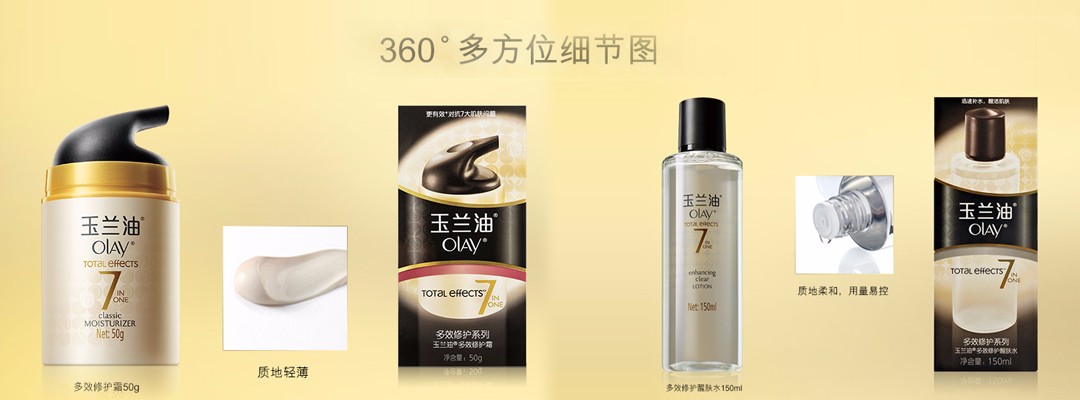 360°多方位细节图
玉兰油®
OLAY®
TOTAL effects
7 IN ONE
classic
MOISTURIZER
Net: 50g
多效修护霜50g
质地轻薄
更有效*对抗7大肌肤问题
玉兰油®
OLAY®
TOTAL effects™ 7 IN ONE
多效修护系列
玉兰油®多效修护霜
净含量：50g
玉兰油®
OLAY®
TOTAL effects
7 IN ONE
enhancing
clear
LOTION
Net: 150ml
多效修护醒肤水150ml
质地柔和，用量易控
迅速补水，醒活肌肤
玉兰油®
OLAY®
TOTAL effects™ 7 IN ONE
多效修护系列
玉兰油®多效修护醒肤水
净含量：150ml